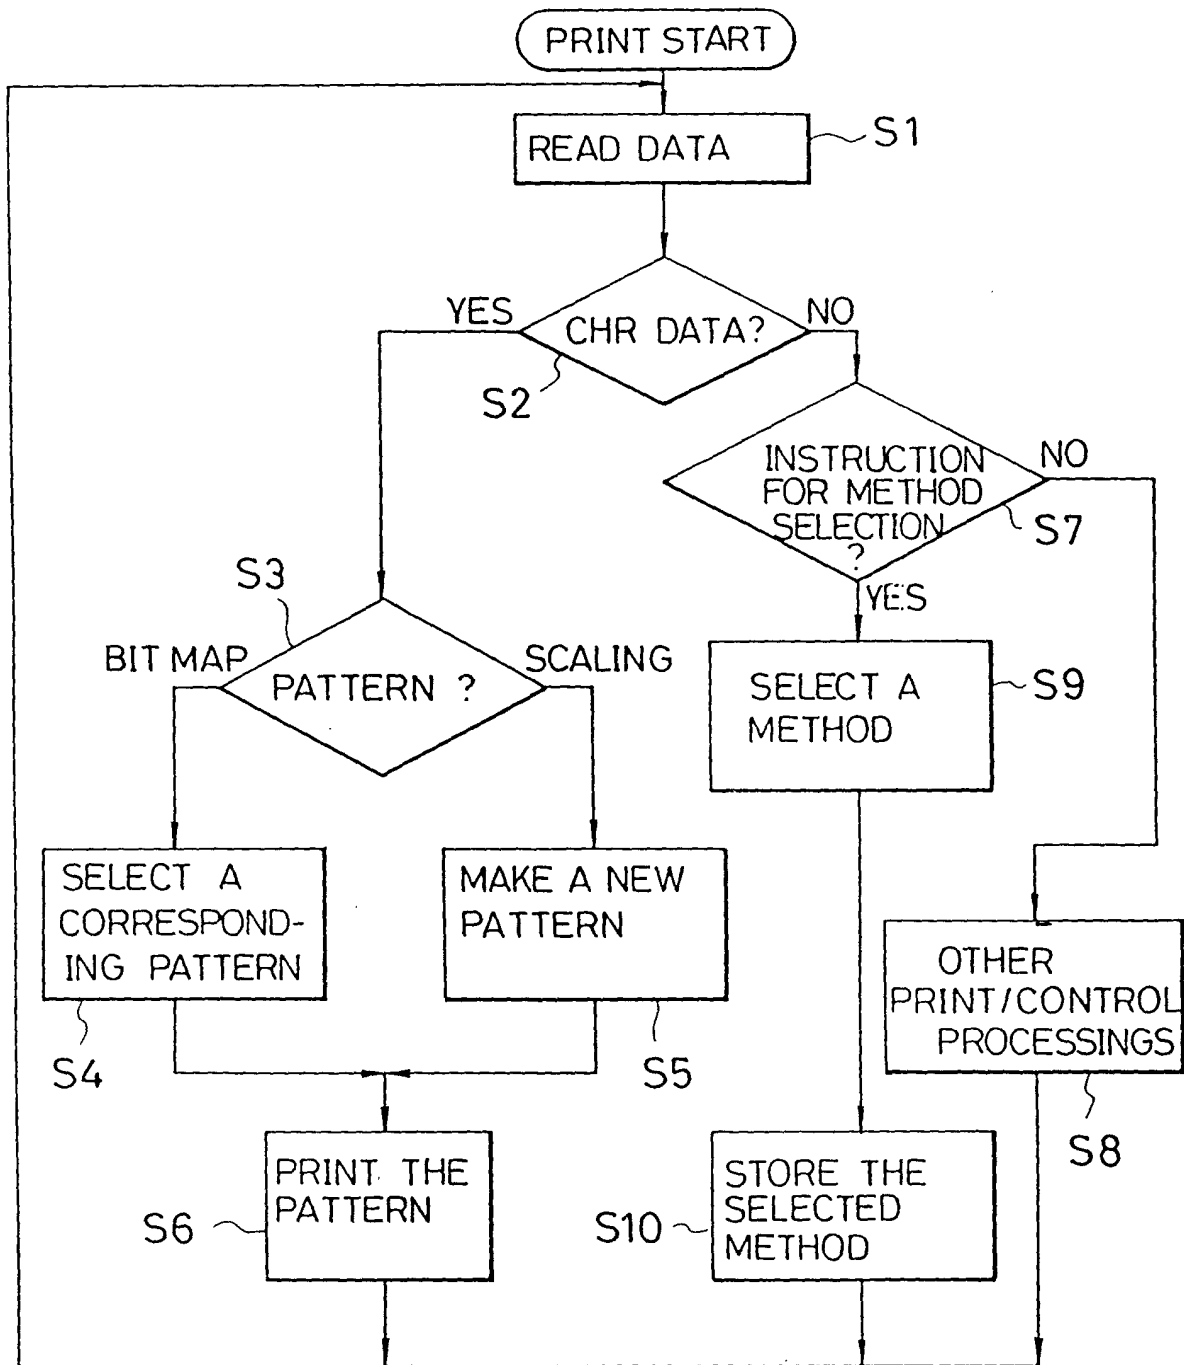 PRINT START
READ DATA
S1
YES
CHR DATA?
NO
S2
INSTRUCTION
FOR METHOD
SELECTION
?
NO
S7
YES
S3
BIT MAP
PATTERN ?
SCALING
SELECT A
METHOD
S9
SELECT A
CORRESPOND-
ING PATTERN
S4
MAKE A NEW
PATTERN
S5
OTHER
PRINT/CONTROL
PROCESSINGS
S8
PRINT THE
PATTERN
S6
STORE THE
SELECTED
METHOD
S10